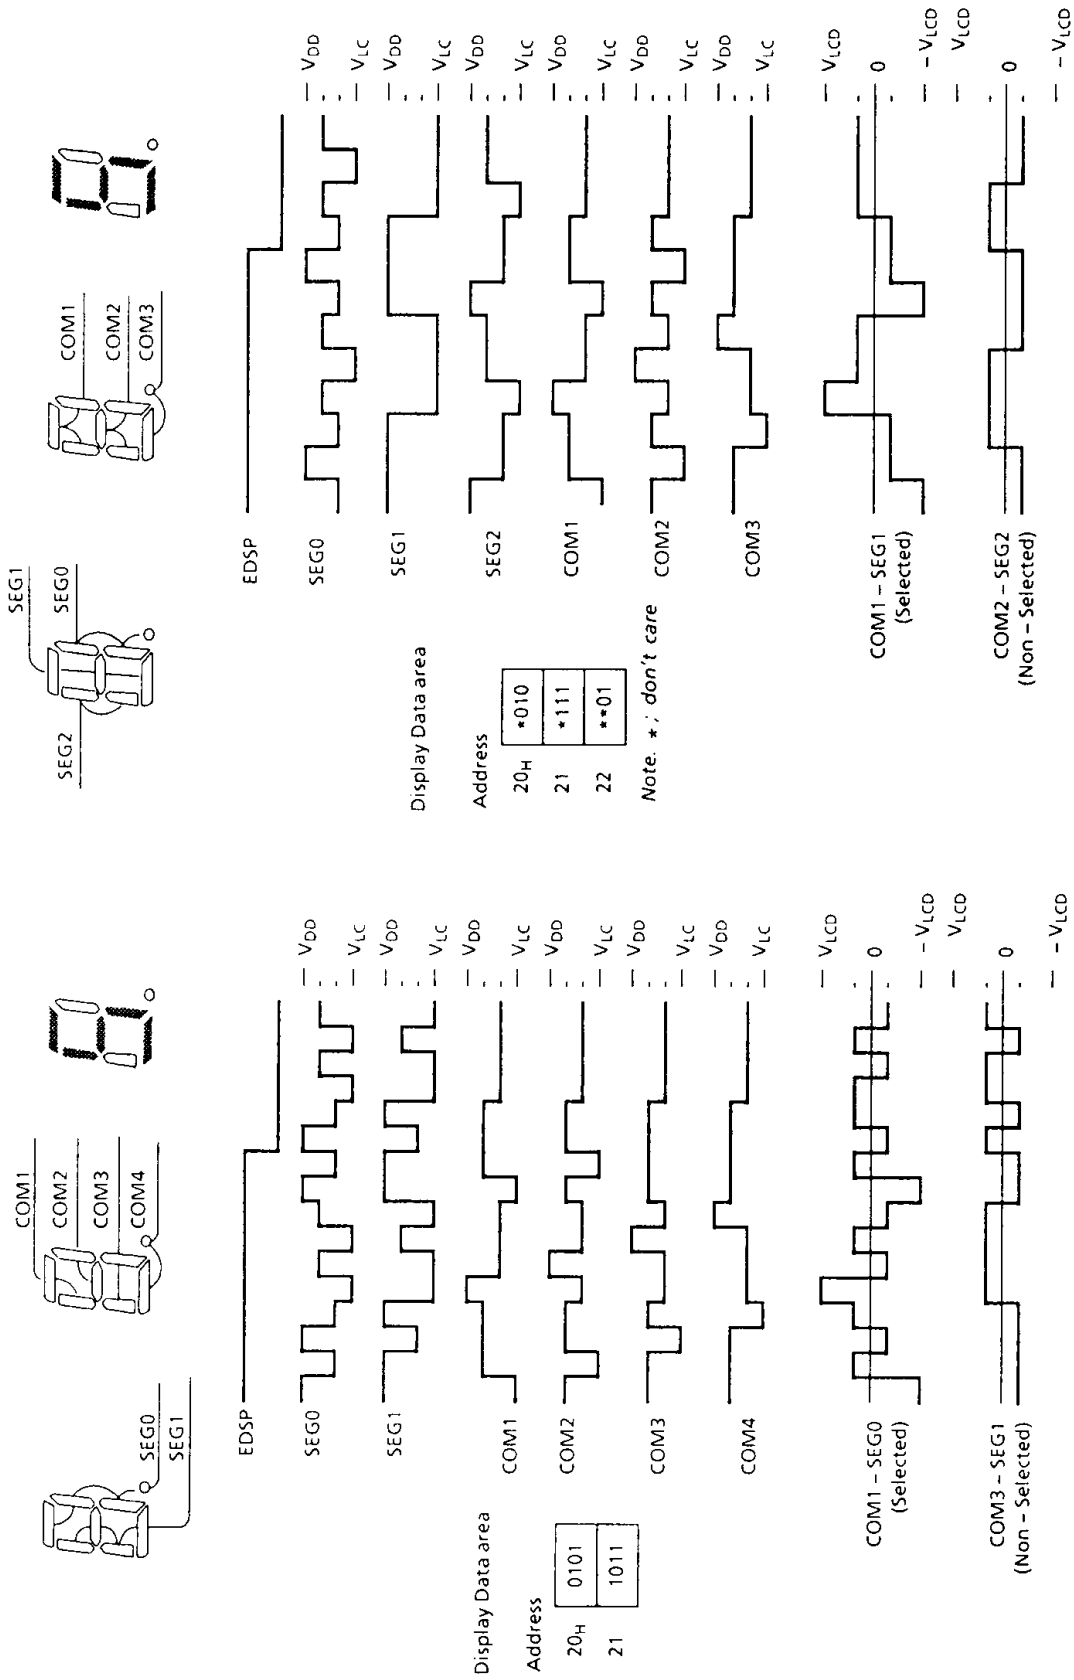 SEG0
SEG1
COM1
COM2
COM3
COM4
EDSP
SEG0
VDD
VLC
SEG1
VDD
VLC
Display Data area
Address
20H 0101
21 1011
COM1
VDD
VLC
COM2
VDD
VLC
COM3
VDD
VLC
COM4
VDD
VLC
COM1 – SEG0
(Selected)
VLCD
0
– VLCD
COM3 – SEG1
(Non – Selected)
VLCD
0
– VLCD
SEG1
SEG0
SEG2
COM1
COM2
COM3
EDSP
SEG0
VDD
VLC
SEG1
VDD
VLC
SEG2
VDD
VLC
Display Data area
Address
20H *010
21 *111
22 **01
Note. *; don't care
COM1
VDD
VLC
COM2
VDD
VLC
COM3
VDD
VLC
COM1 – SEG1
(Selected)
VLCD
0
– VLCD
COM2 – SEG2
(Non – Selected)
VLCD
0
– VLCD